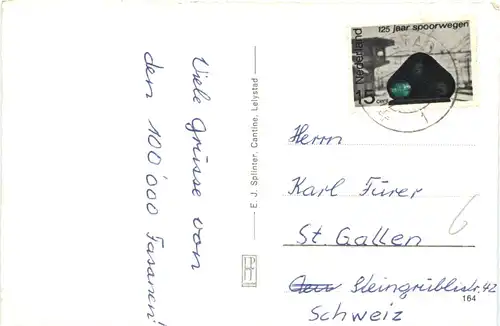 Viele Grüsse von
den 100'000 Fasanen!
E. J. Splinter, Cantine, Lelystad
125 jaar spoorwegen
Nederland
15
cent
1
Herrn
Karl Fürer
St. Gallen
Steingrüblistr. 42
164
Schweiz
6